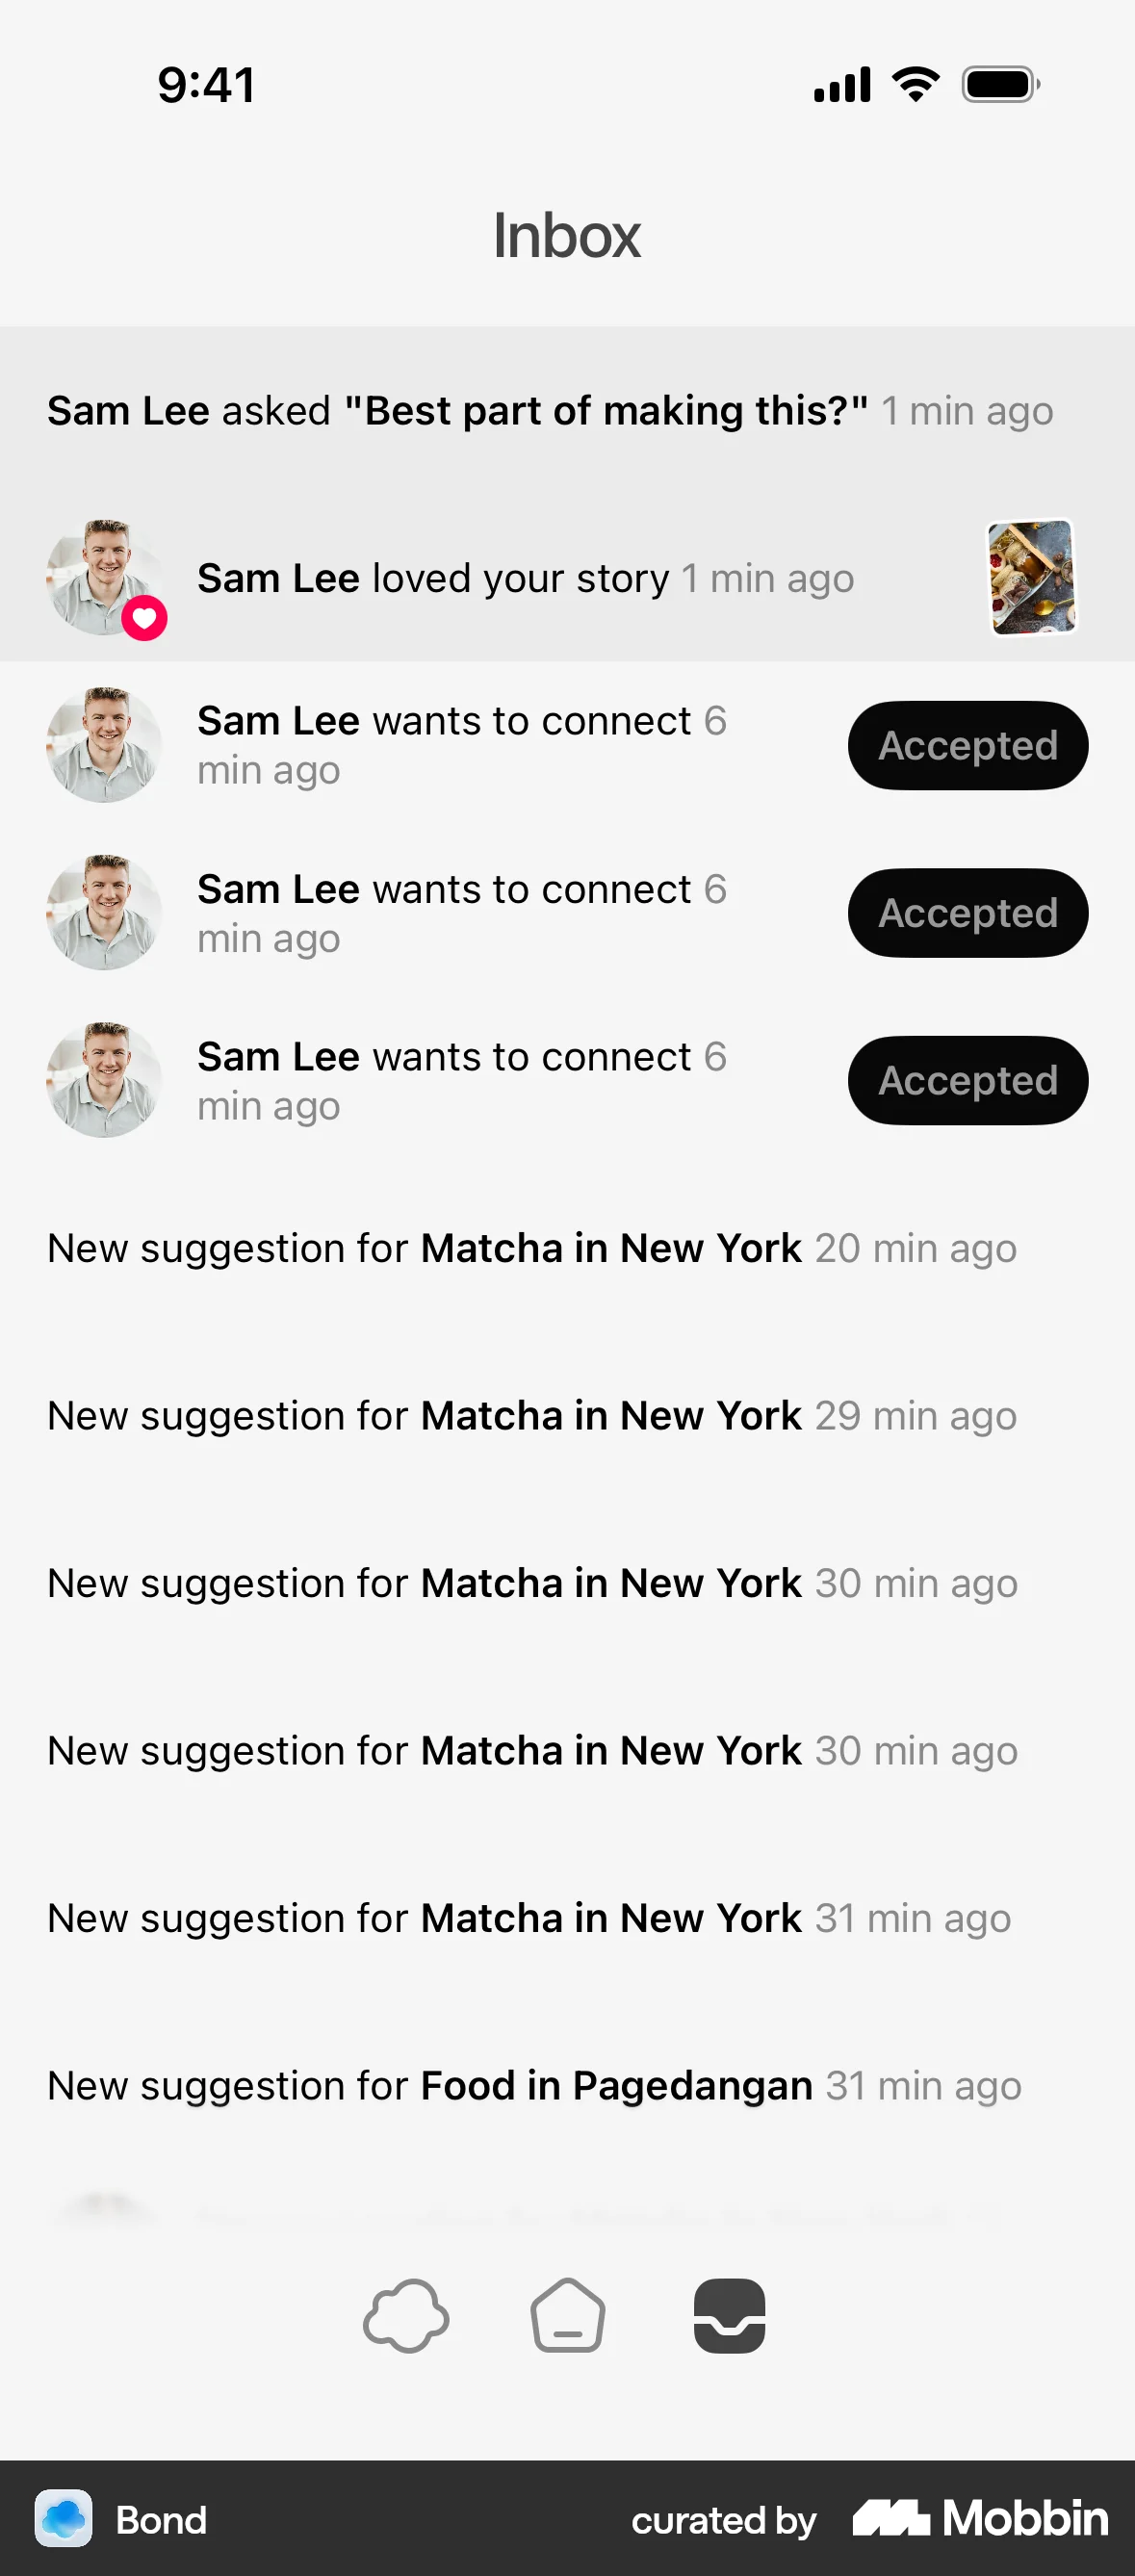 9:41
Inbox
Sam Lee asked "Best part of making this?" 1 min ago
Sam Lee loved your story 1 min ago
Sam Lee wants to connect 6
min ago
Accepted
Sam Lee wants to connect 6
min ago
Accepted
Sam Lee wants to connect 6
min ago
Accepted
New suggestion for Matcha in New York 20 min ago
New suggestion for Matcha in New York 29 min ago
New suggestion for Matcha in New York 30 min ago
New suggestion for Matcha in New York 30 min ago
New suggestion for Matcha in New York 31 min ago
New suggestion for Food in Pagedangan 31 min ago
Bond
curated by Mobbin